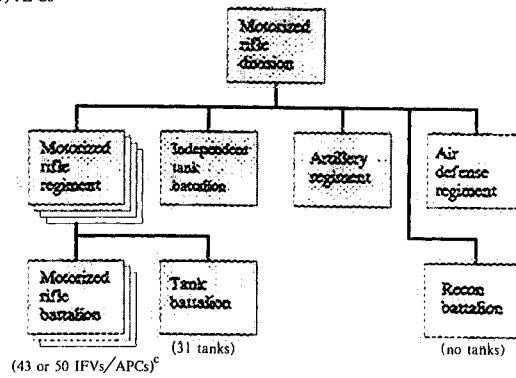 Motorized
rifle
division
Motorized
rifle
regiment
Independent
tank
battalion
Artillery
regiment
Air
defense
regiment
Motorized
rifle
battalion
Tank
battalion
Recon
battalion
(43 or 50 IFVs/APCs)c
(31 tanks)
(no tanks)